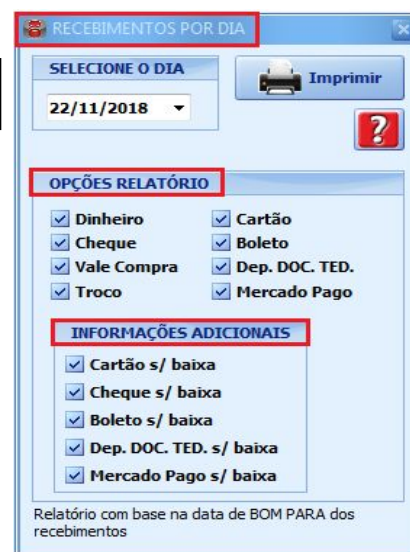 RECEBIMENTOS POR DIA
SELECIONE O DIA
Imprimir
22/11/2018
?
OPÇÕES RELATÓRIO
Dinheiro Cartão
Cheque Boleto
Vale Compra Dep. DOC. TED.
Troco Mercado Pago
INFORMAÇÕES ADICIONAIS
Cartão s/ baixa
Cheque s/ baixa
Boleto s/ baixa
Dep. DOC. TED. s/ baixa
Mercado Pago s/ baixa
Relatório com base na data de BOM PARA dos
recebimentos